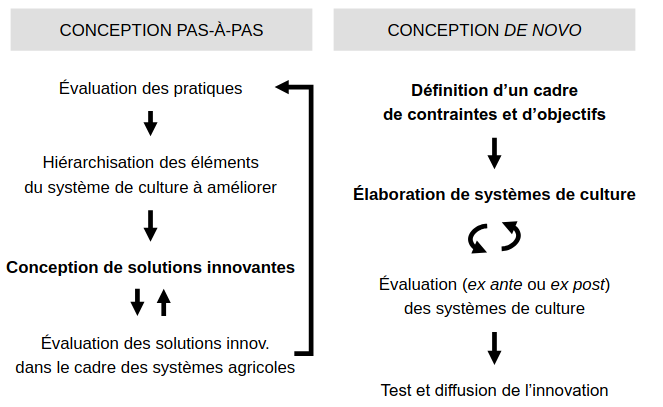 CONCEPTION PAS-À-PAS
Évaluation des pratiques
Hiérarchisation des éléments
du système de culture à améliorer
Conception de solutions innovantes
Évaluation des solutions innov.
dans le cadre des systèmes agricoles
CONCEPTION DE NOVO
Définition d’un cadre
de contraintes et d’objectifs
Élaboration de systèmes de culture
Évaluation (ex ante ou ex post)
des systèmes de culture
Test et diffusion de l’innovation